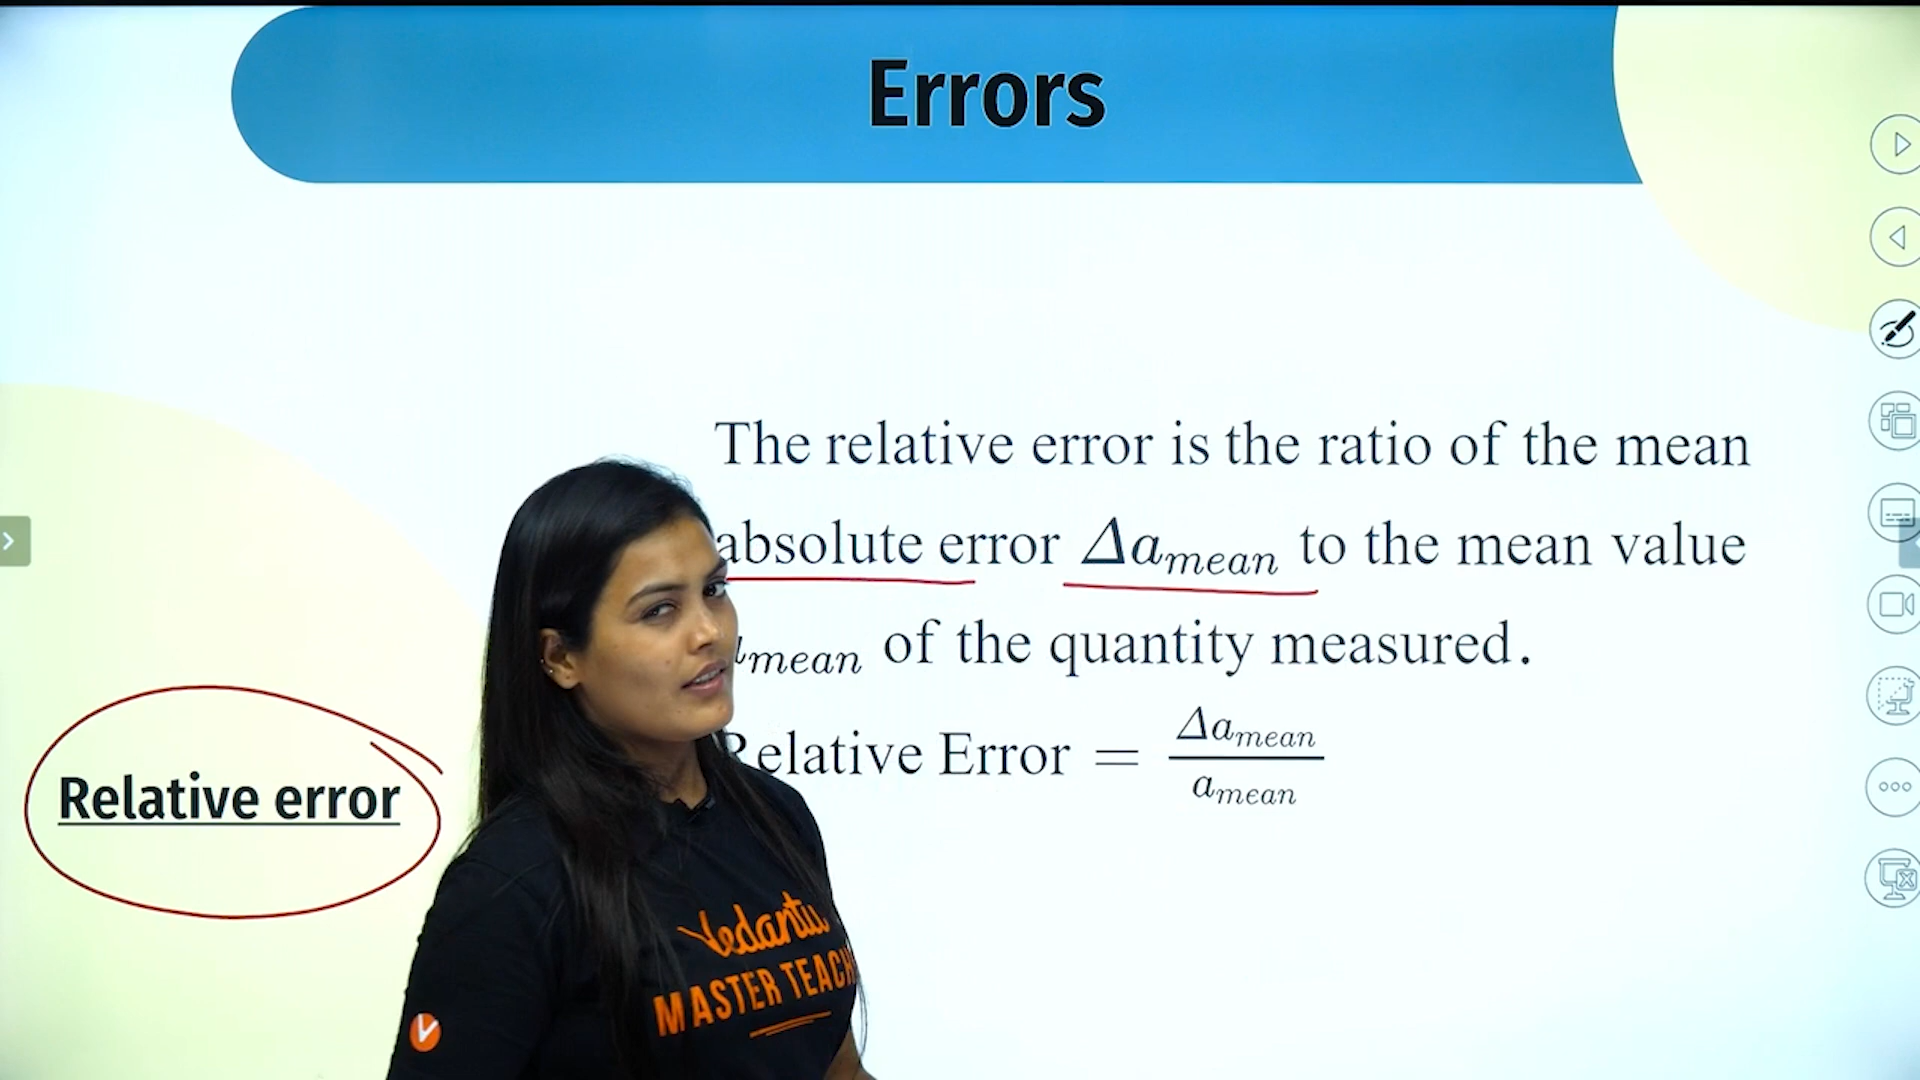 Errors
The relative error is the ratio of the mean
absolute error Δa_mean to the mean value
mean of the quantity measured.
Relative Error = Δa_mean / a_mean
Relative error
Vedantu
MASTER TEACH